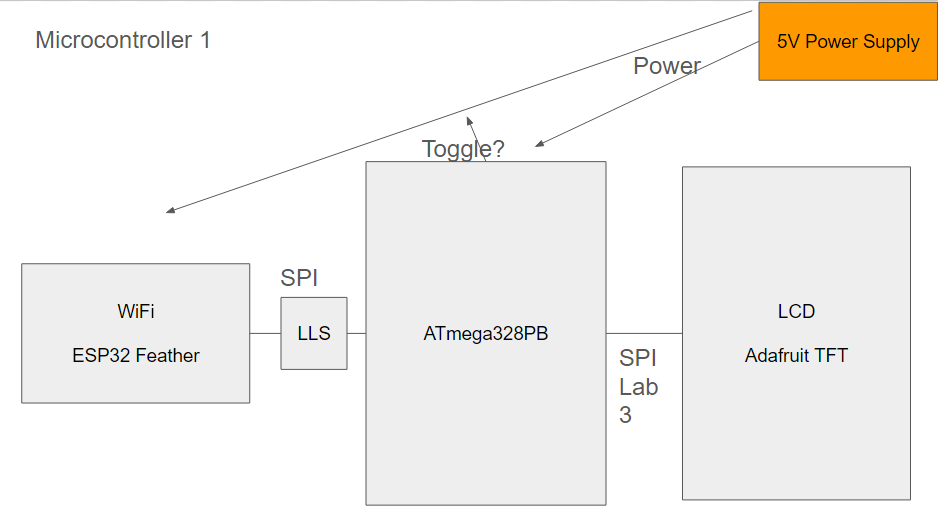 Microcontroller 1
5V Power Supply
Power
Toggle?
SPI
WiFi
ESP32 Feather
LLS
ATmega328PB
LCD
Adafruit TFT
SPI
Lab
3